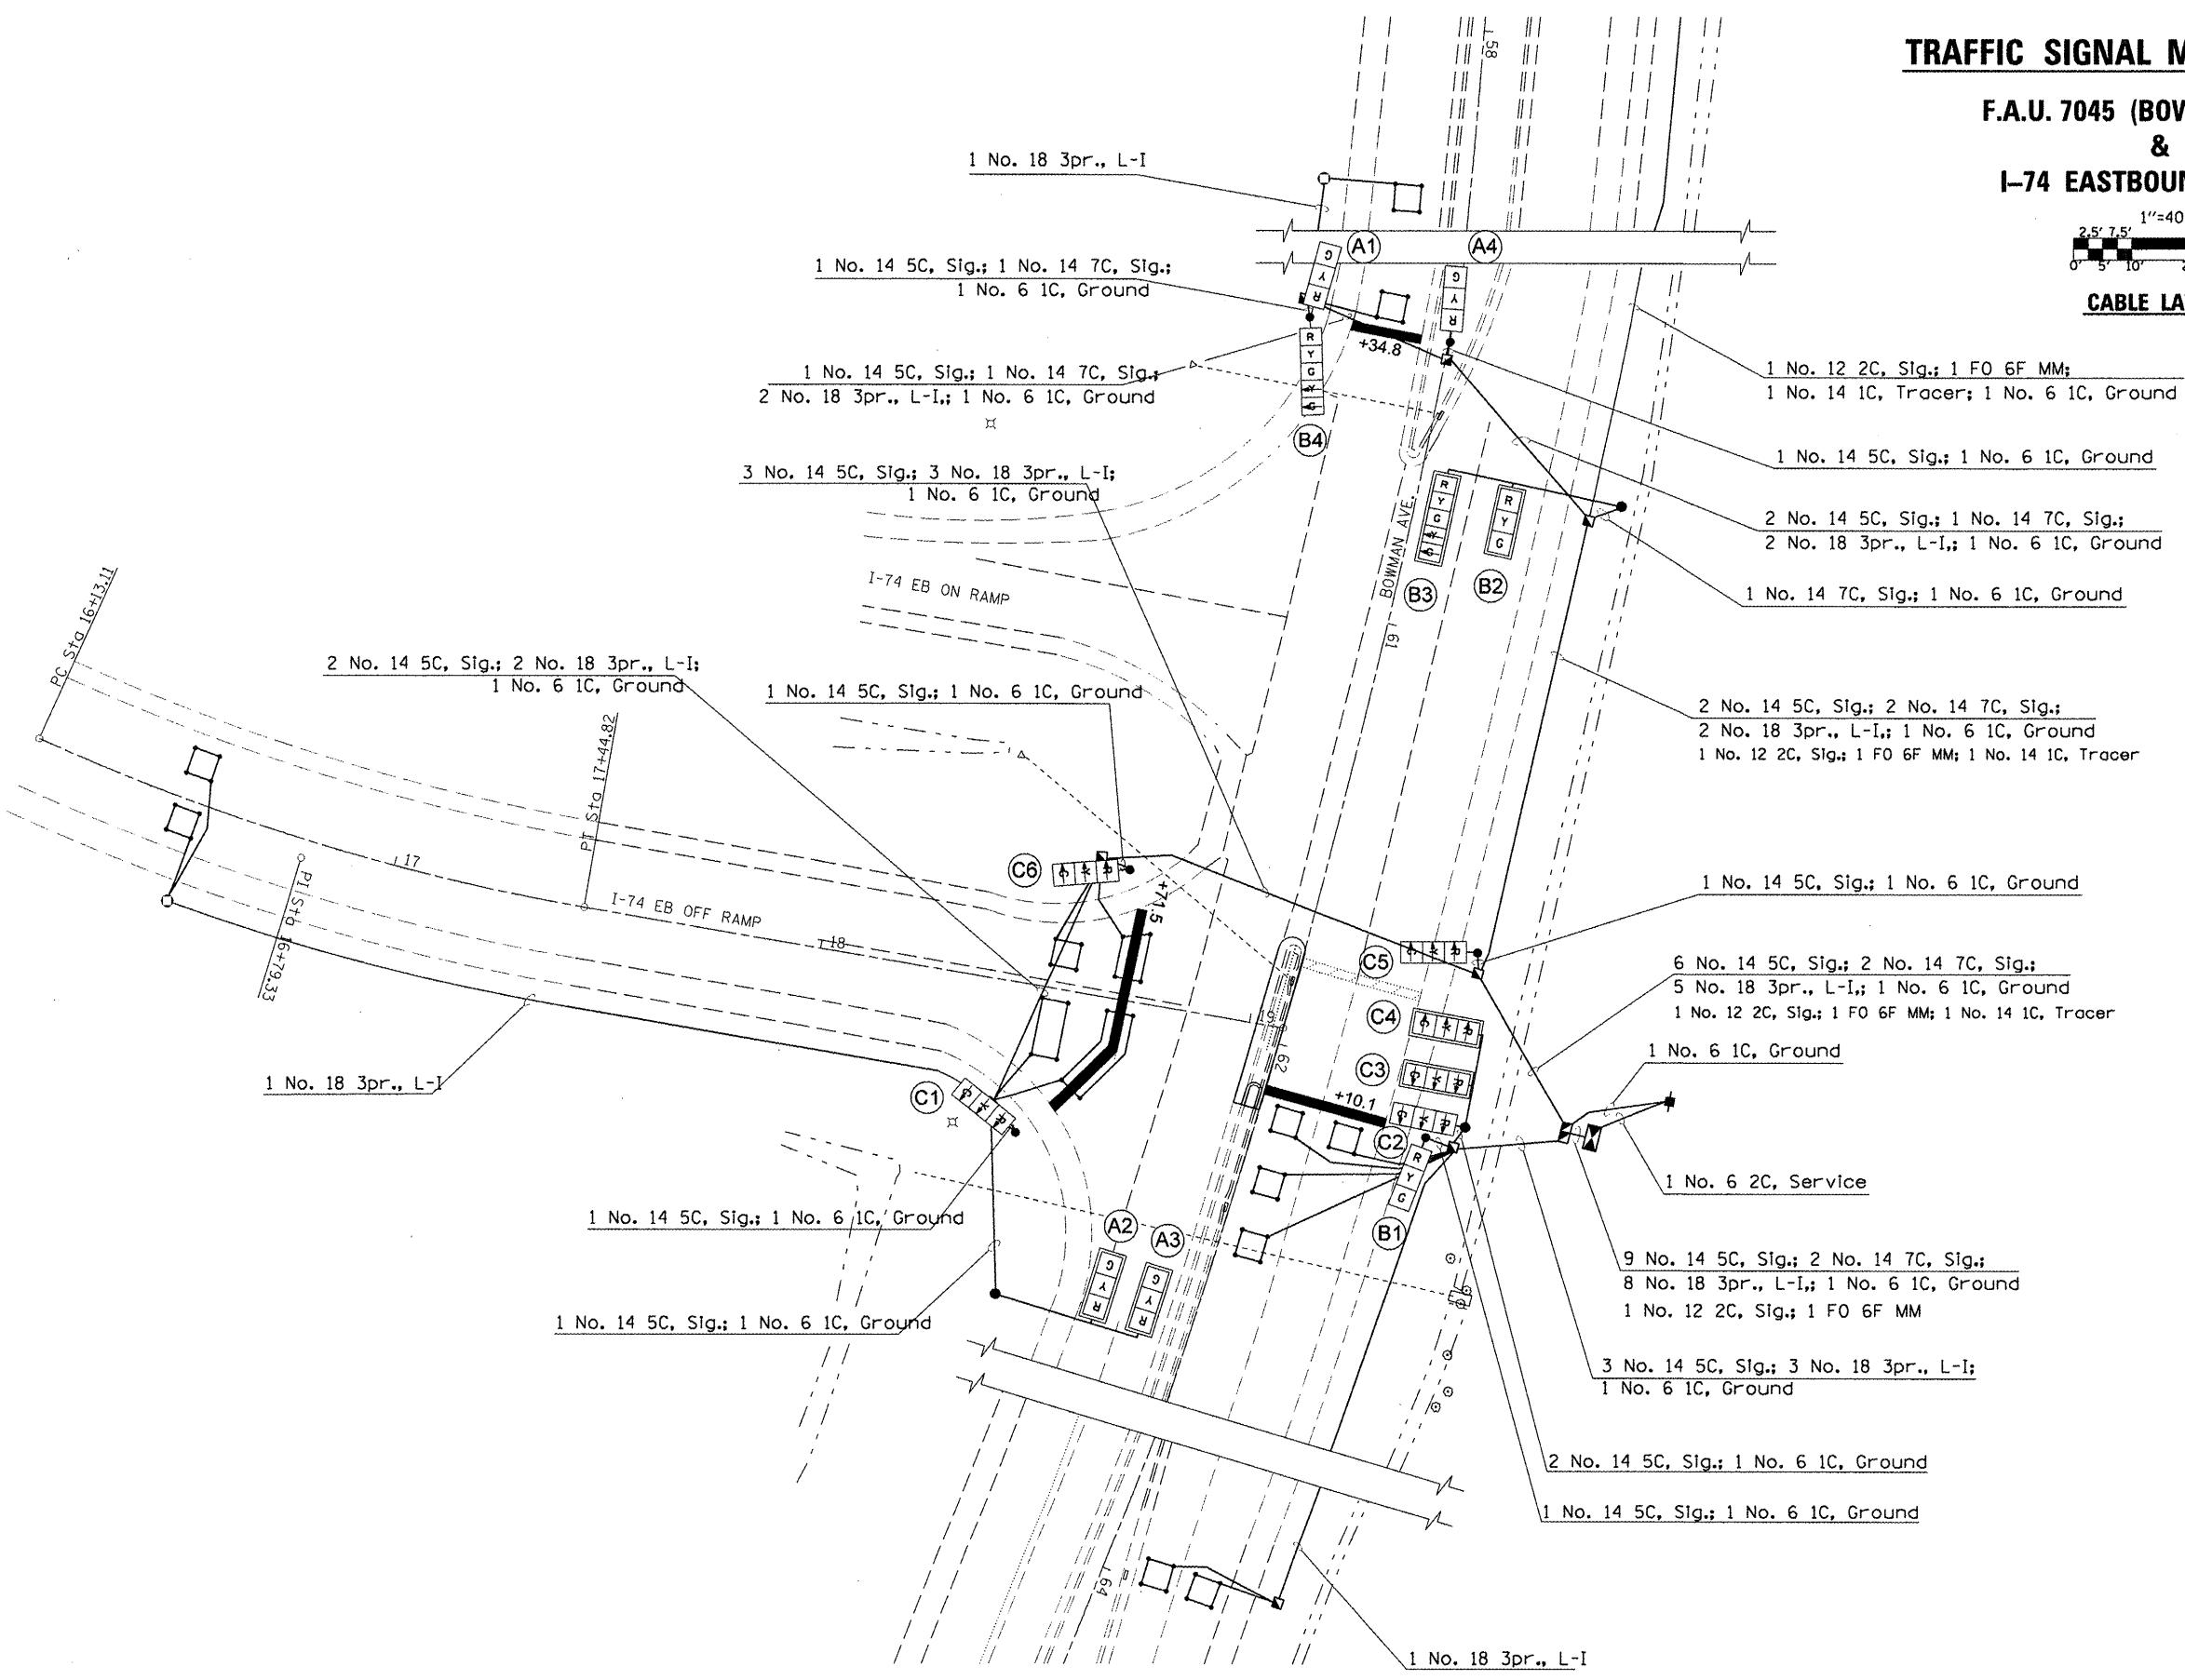 TRAFFIC SIGNAL M
F.A.U. 7045 (BOW
&
I-74 EASTBOUN
1"=40
2.5' 7.5'
0' 5' 10' 2
CABLE LA
58
1 No. 18 3pr., L-I
A1
A4
G
Y
R
G
Y
R
1 No. 14 5C, Sig.; 1 No. 14 7C, Sig.;
1 No. 6 1C, Ground
+34.8
R
Y
G
Y
G
1 No. 14 5C, Sig.; 1 No. 14 7C, Sig.;
2 No. 18 3pr., L-I,; 1 No. 6 1C, Ground
B4
1 No. 12 2C, Sig.; 1 FO 6F MM;
1 No. 14 1C, Tracer; 1 No. 6 1C, Ground
1 No. 14 5C, Sig.; 1 No. 6 1C, Ground
3 No. 14 5C, Sig.; 3 No. 18 3pr., L-I;
1 No. 6 1C, Ground
BOWMAN AVE.
R
Y
G
Y
G
R
Y
G
B3
B2
2 No. 14 5C, Sig.; 1 No. 14 7C, Sig.;
2 No. 18 3pr., L-I,; 1 No. 6 1C, Ground
1 No. 14 7C, Sig.; 1 No. 6 1C, Ground
I-74 EB ON RAMP
61
PC Sta 16+13.11
2 No. 14 5C, Sig.; 2 No. 18 3pr., L-I;
1 No. 6 1C, Ground
1 No. 14 5C, Sig.; 1 No. 6 1C, Ground
2 No. 14 5C, Sig.; 2 No. 14 7C, Sig.;
2 No. 18 3pr., L-I,; 1 No. 6 1C, Ground
1 No. 12 2C, Sig.; 1 FO 6F MM; 1 No. 14 1C, Tracer
PT Sta 17+44.82
17
PI Sta 16+79.33
I-74 EB OFF RAMP
18
C6
G Y R
+71.5
1 No. 14 5C, Sig.; 1 No. 6 1C, Ground
C5
G Y R
6 No. 14 5C, Sig.; 2 No. 14 7C, Sig.;
5 No. 18 3pr., L-I,; 1 No. 6 1C, Ground
1 No. 12 2C, Sig.; 1 FO 6F MM; 1 No. 14 1C, Tracer
19
C4
G Y R
62
C3
G Y R
1 No. 6 1C, Ground
1 No. 18 3pr., L-I
C1
G Y R
+10.1
C2
G Y R
R
Y
G
B1
1 No. 6 2C, Service
1 No. 14 5C, Sig.; 1 No. 6 1C, Ground
A2
A3
G
Y
R
G
Y
R
9 No. 14 5C, Sig.; 2 No. 14 7C, Sig.;
8 No. 18 3pr., L-I,; 1 No. 6 1C, Ground
1 No. 12 2C, Sig.; 1 FO 6F MM
1 No. 14 5C, Sig.; 1 No. 6 1C, Ground
3 No. 14 5C, Sig.; 3 No. 18 3pr., L-I;
1 No. 6 1C, Ground
2 No. 14 5C, Sig.; 1 No. 6 1C, Ground
1 No. 14 5C, Sig.; 1 No. 6 1C, Ground
64
1 No. 18 3pr., L-I